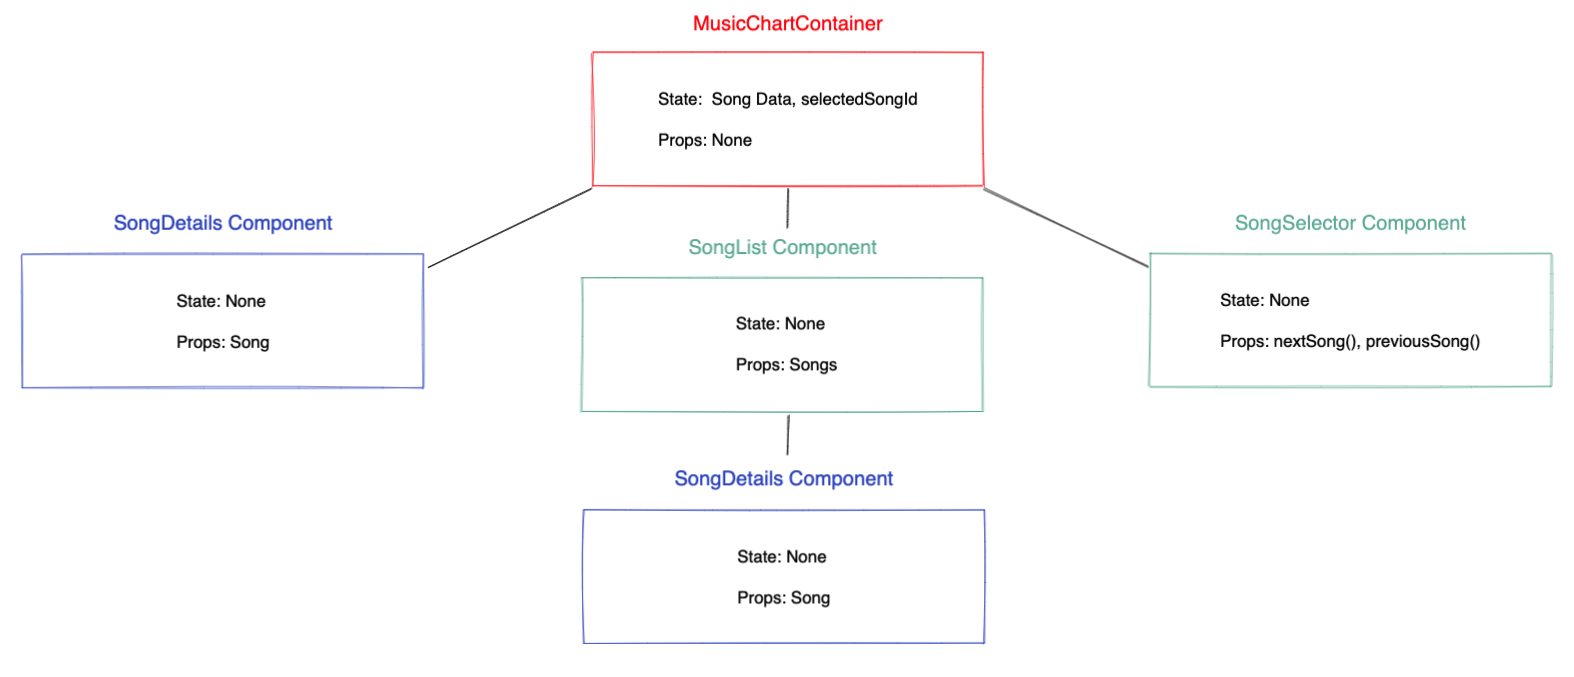 MusicChartContainer
State:  Song Data, selectedSongId
Props: None
SongDetails Component
State: None
Props: Song
SongList Component
State: None
Props: Songs
SongSelector Component
State: None
Props: nextSong(), previousSong()
SongDetails Component
State: None
Props: Song